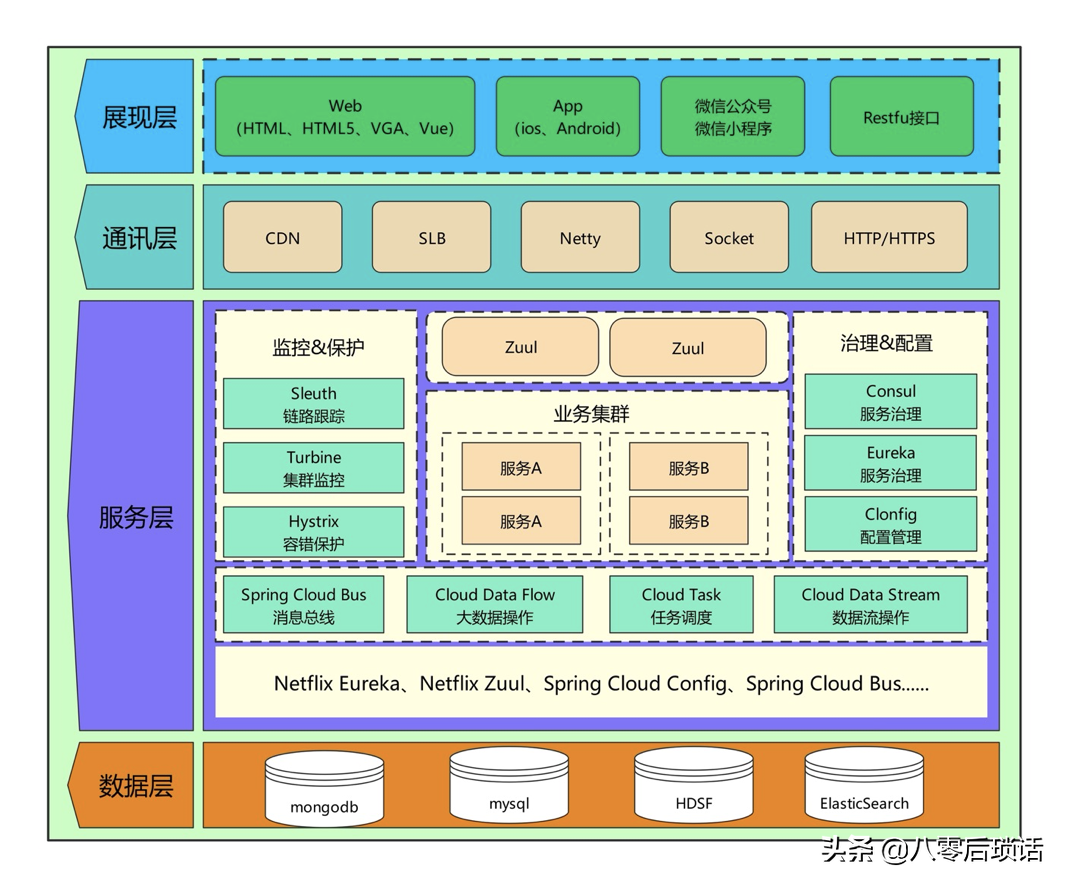 展现层
Web
(HTML、HTML5、VGA、Vue)
App
(ios、Android)
微信公众号
微信小程序
Restfu接口
通讯层
CDN
SLB
Netty
Socket
HTTP/HTTPS
服务层
监控&保护
Sleuth
链路跟踪
Turbine
集群监控
Hystrix
容错保护
Zuul
Zuul
业务集群
服务A
服务B
服务A
服务B
治理&配置
Consul
服务治理
Eureka
服务治理
Clonfig
配置管理
Spring Cloud Bus
消息总线
Cloud Data Flow
大数据操作
Cloud Task
任务调度
Cloud Data Stream
数据流操作
Netflix Eureka、Netflix Zuul、Spring Cloud Config、Spring Cloud Bus......
数据层
mongodb
mysql
HDSF
ElasticSearch
头条 @八零后琐话